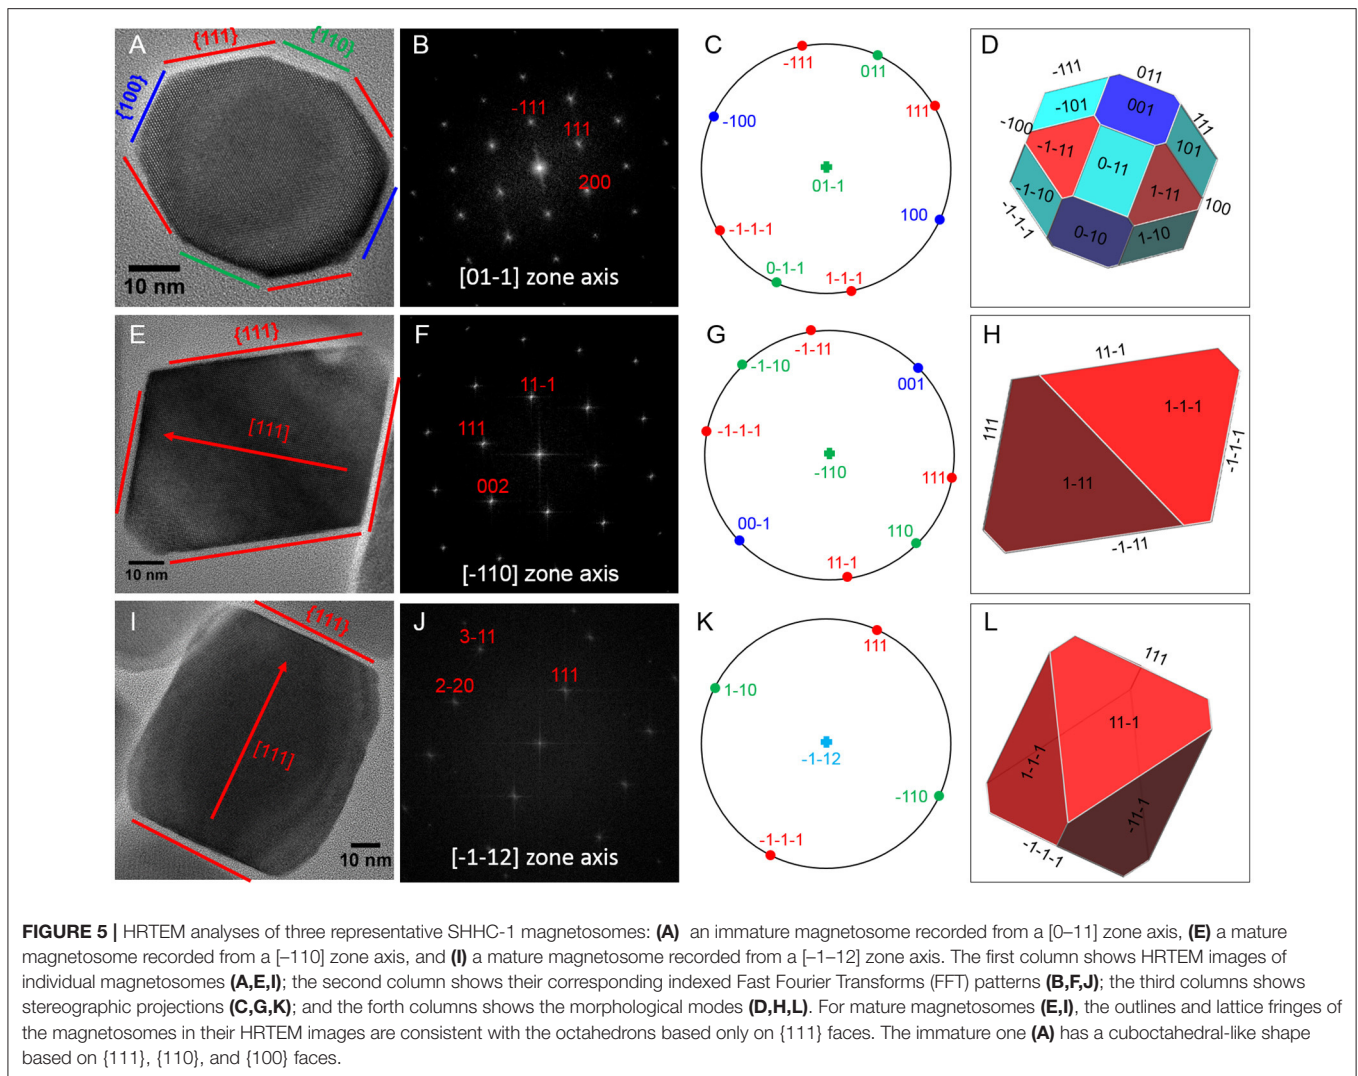 A
{111}
{110}
{100}
10 nm
B
-111
111
200
[01-1] zone axis
C
-111
011
111
-100
01-1
100
-1-1-1
0-1-1
1-1-1
D
-111
011
-101
001
111
-100
-1-11
0-11
101
-1-10
1-11
100
-1-1-1
0-10
1-10
E
{111}
[111]
10 nm
F
11-1
111
002
[-110] zone axis
G
-1-11
-1-10
001
-1-1-1
-110
111
00-1
110
11-1
H
11-1
1-1-1
111
-1-1-1
1-11
-1-11
I
{111}
[111]
10 nm
J
3-11
111
2-20
[-1-12] zone axis
K
111
1-10
-1-12
-110
-1-1-1
L
111
11-1
1-1-1
-11-1
-1-1-1
FIGURE 5 | HRTEM analyses of three representative SHHC-1 magnetosomes: (A) an immature magnetosome recorded from a [0–11] zone axis, (E) a mature
magnetosome recorded from a [–110] zone axis, and (I) a mature magnetosome recorded from a [–1–12] zone axis. The first column shows HRTEM images of
individual magnetosomes (A,E,I); the second column shows their corresponding indexed Fast Fourier Transforms (FFT) patterns (B,F,J); the third columns shows
stereographic projections (C,G,K); and the forth columns shows the morphological modes (D,H,L). For mature magnetosomes (E,I), the outlines and lattice fringes of
the magnetosomes in their HRTEM images are consistent with the octahedrons based only on {111} faces. The immature one (A) has a cuboctahedral-like shape
based on {111}, {110}, and {100} faces.